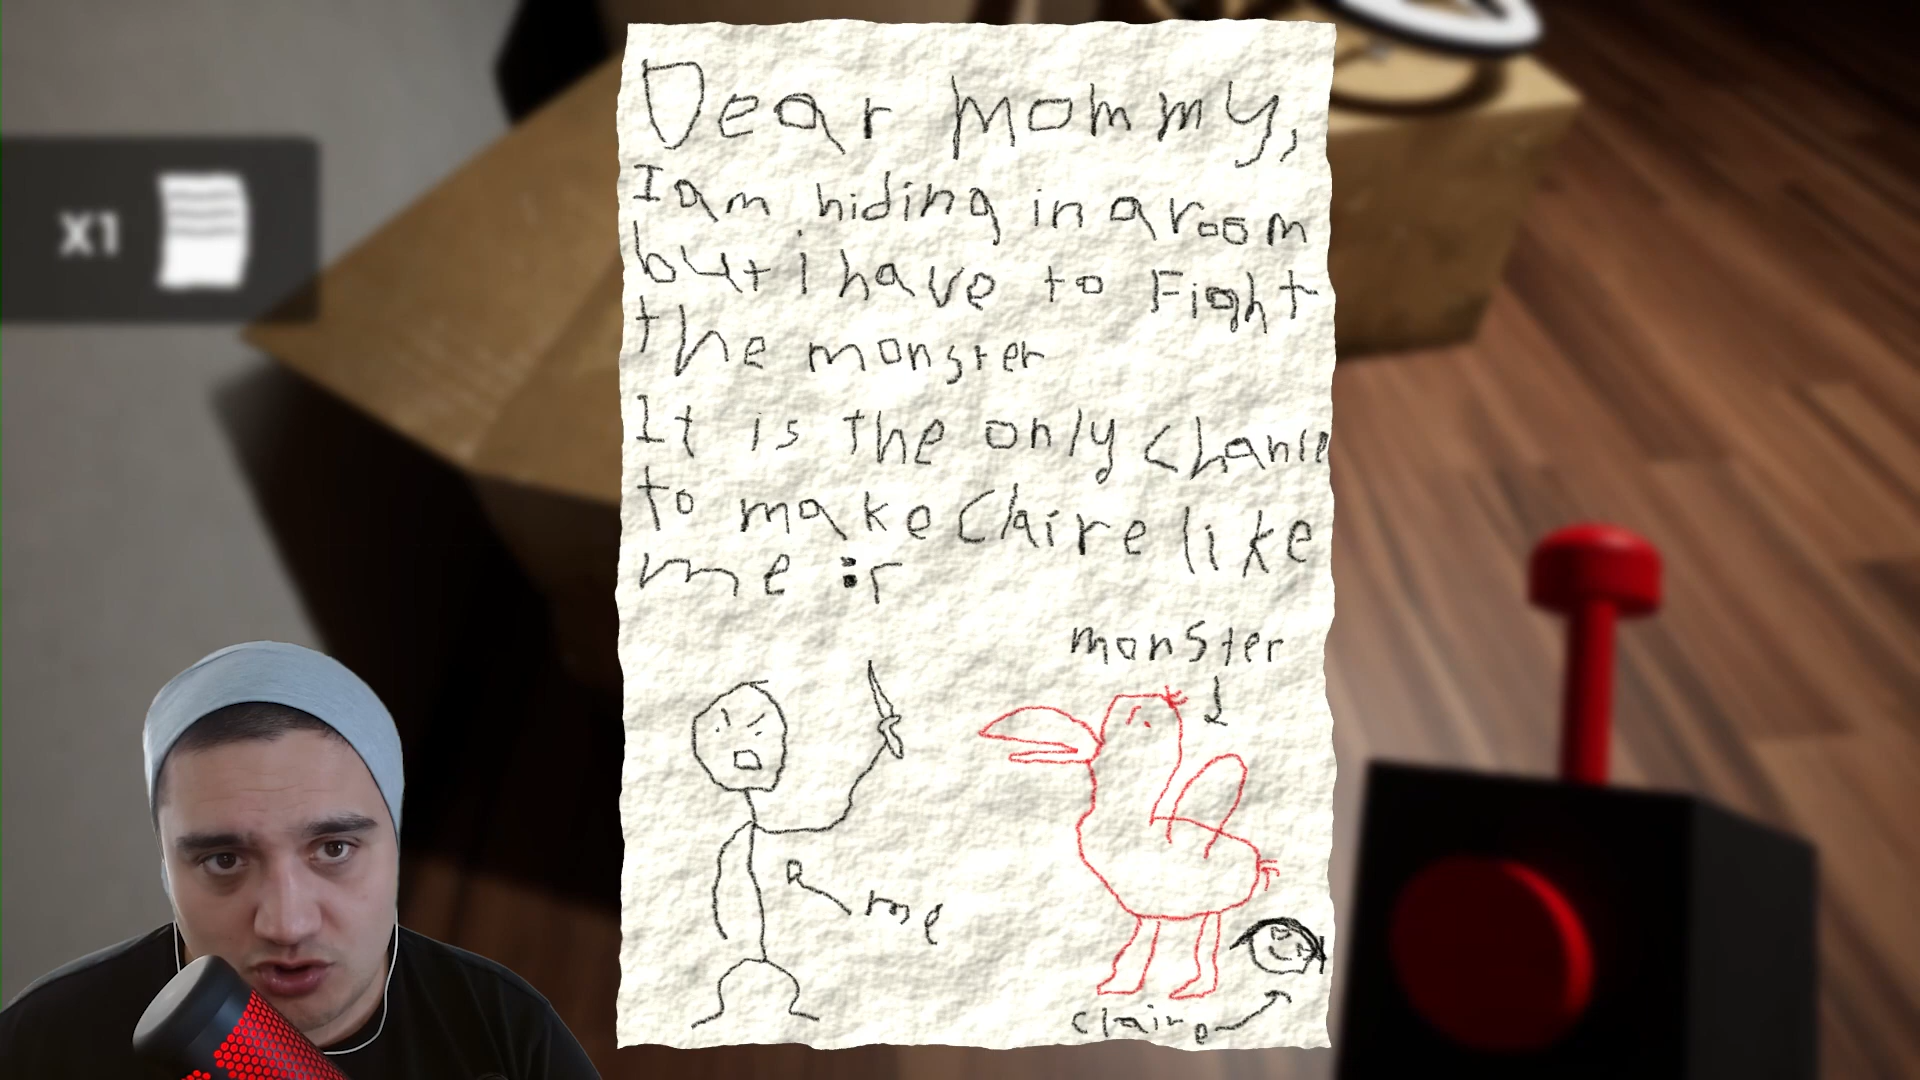 X1
Dear mommy,
I am hiding in a room
but i have to Fight
the monster
It is the only chance
to make Claire like
me :r
monster
me
claire